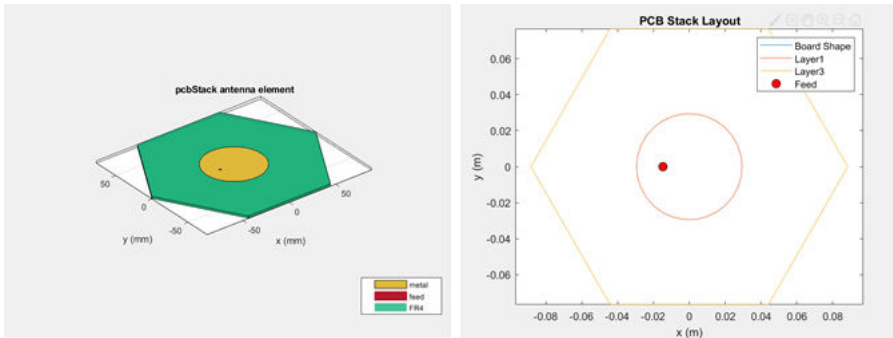 pcbStack antenna element
50
0
-50
y (mm)
-50
0
50
x (mm)
metal
feed
FR4
PCB Stack Layout
Board Shape
Layer1
Layer3
Feed
0.06
0.04
0.02
0
-0.02
-0.04
-0.06
y (m)
-0.08
-0.06
-0.04
-0.02
0
0.02
0.04
0.06
0.08
x (m)